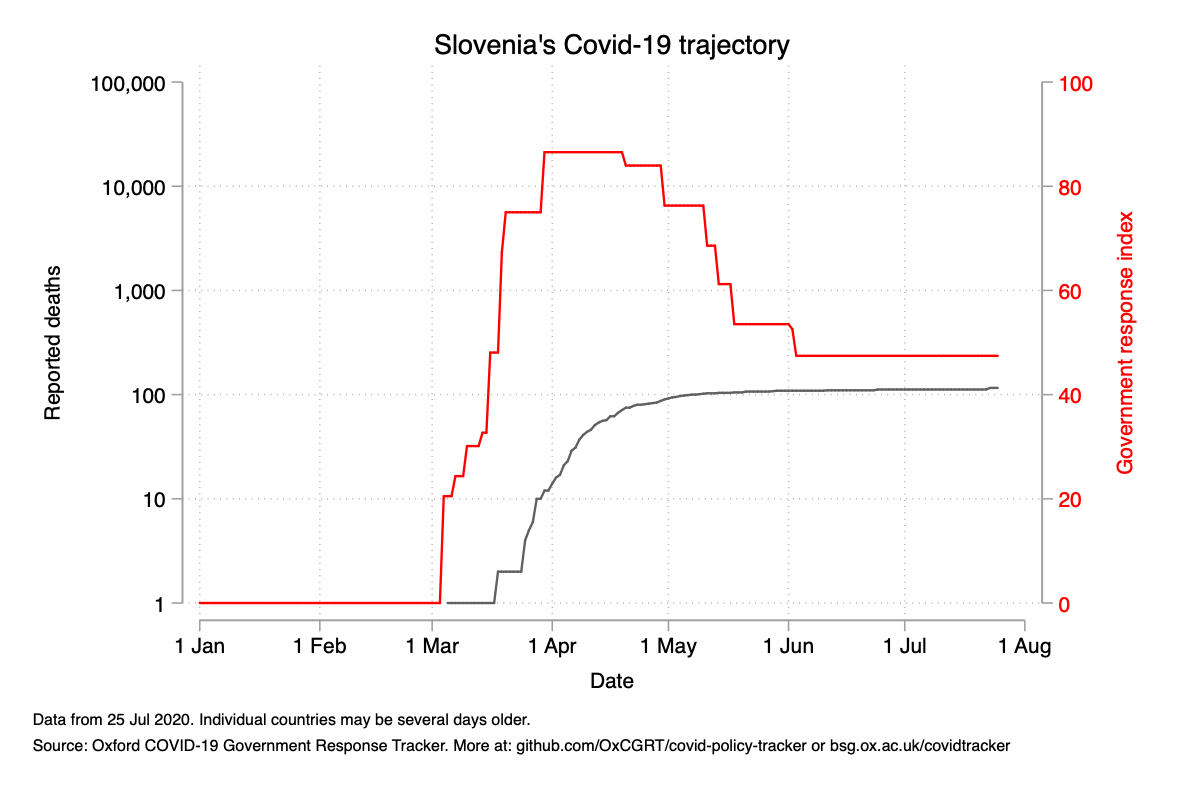 Slovenia's Covid-19 trajectory
100,000
10,000
1,000
100
10
1
Reported deaths
100
80
60
40
20
0
Government response index
1 Jan
1 Feb
1 Mar
1 Apr
1 May
1 Jun
1 Jul
1 Aug
Date
Data from 25 Jul 2020. Individual countries may be several days older.
Source: Oxford COVID-19 Government Response Tracker. More at: github.com/OxCGRT/covid-policy-tracker or bsg.ox.ac.uk/covidtracker